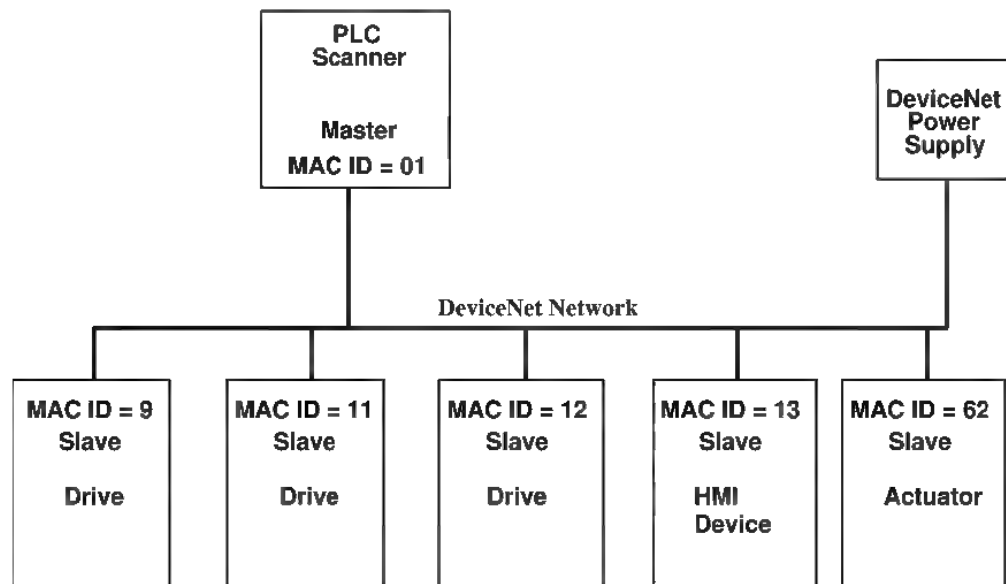 PLC
Scanner
Master
MAC ID = 01
DeviceNet
Power
Supply
DeviceNet Network
MAC ID = 9
Slave
Drive
MAC ID = 11
Slave
Drive
MAC ID = 12
Slave
Drive
MAC ID = 13
Slave
HMI
Device
MAC ID = 62
Slave
Actuator